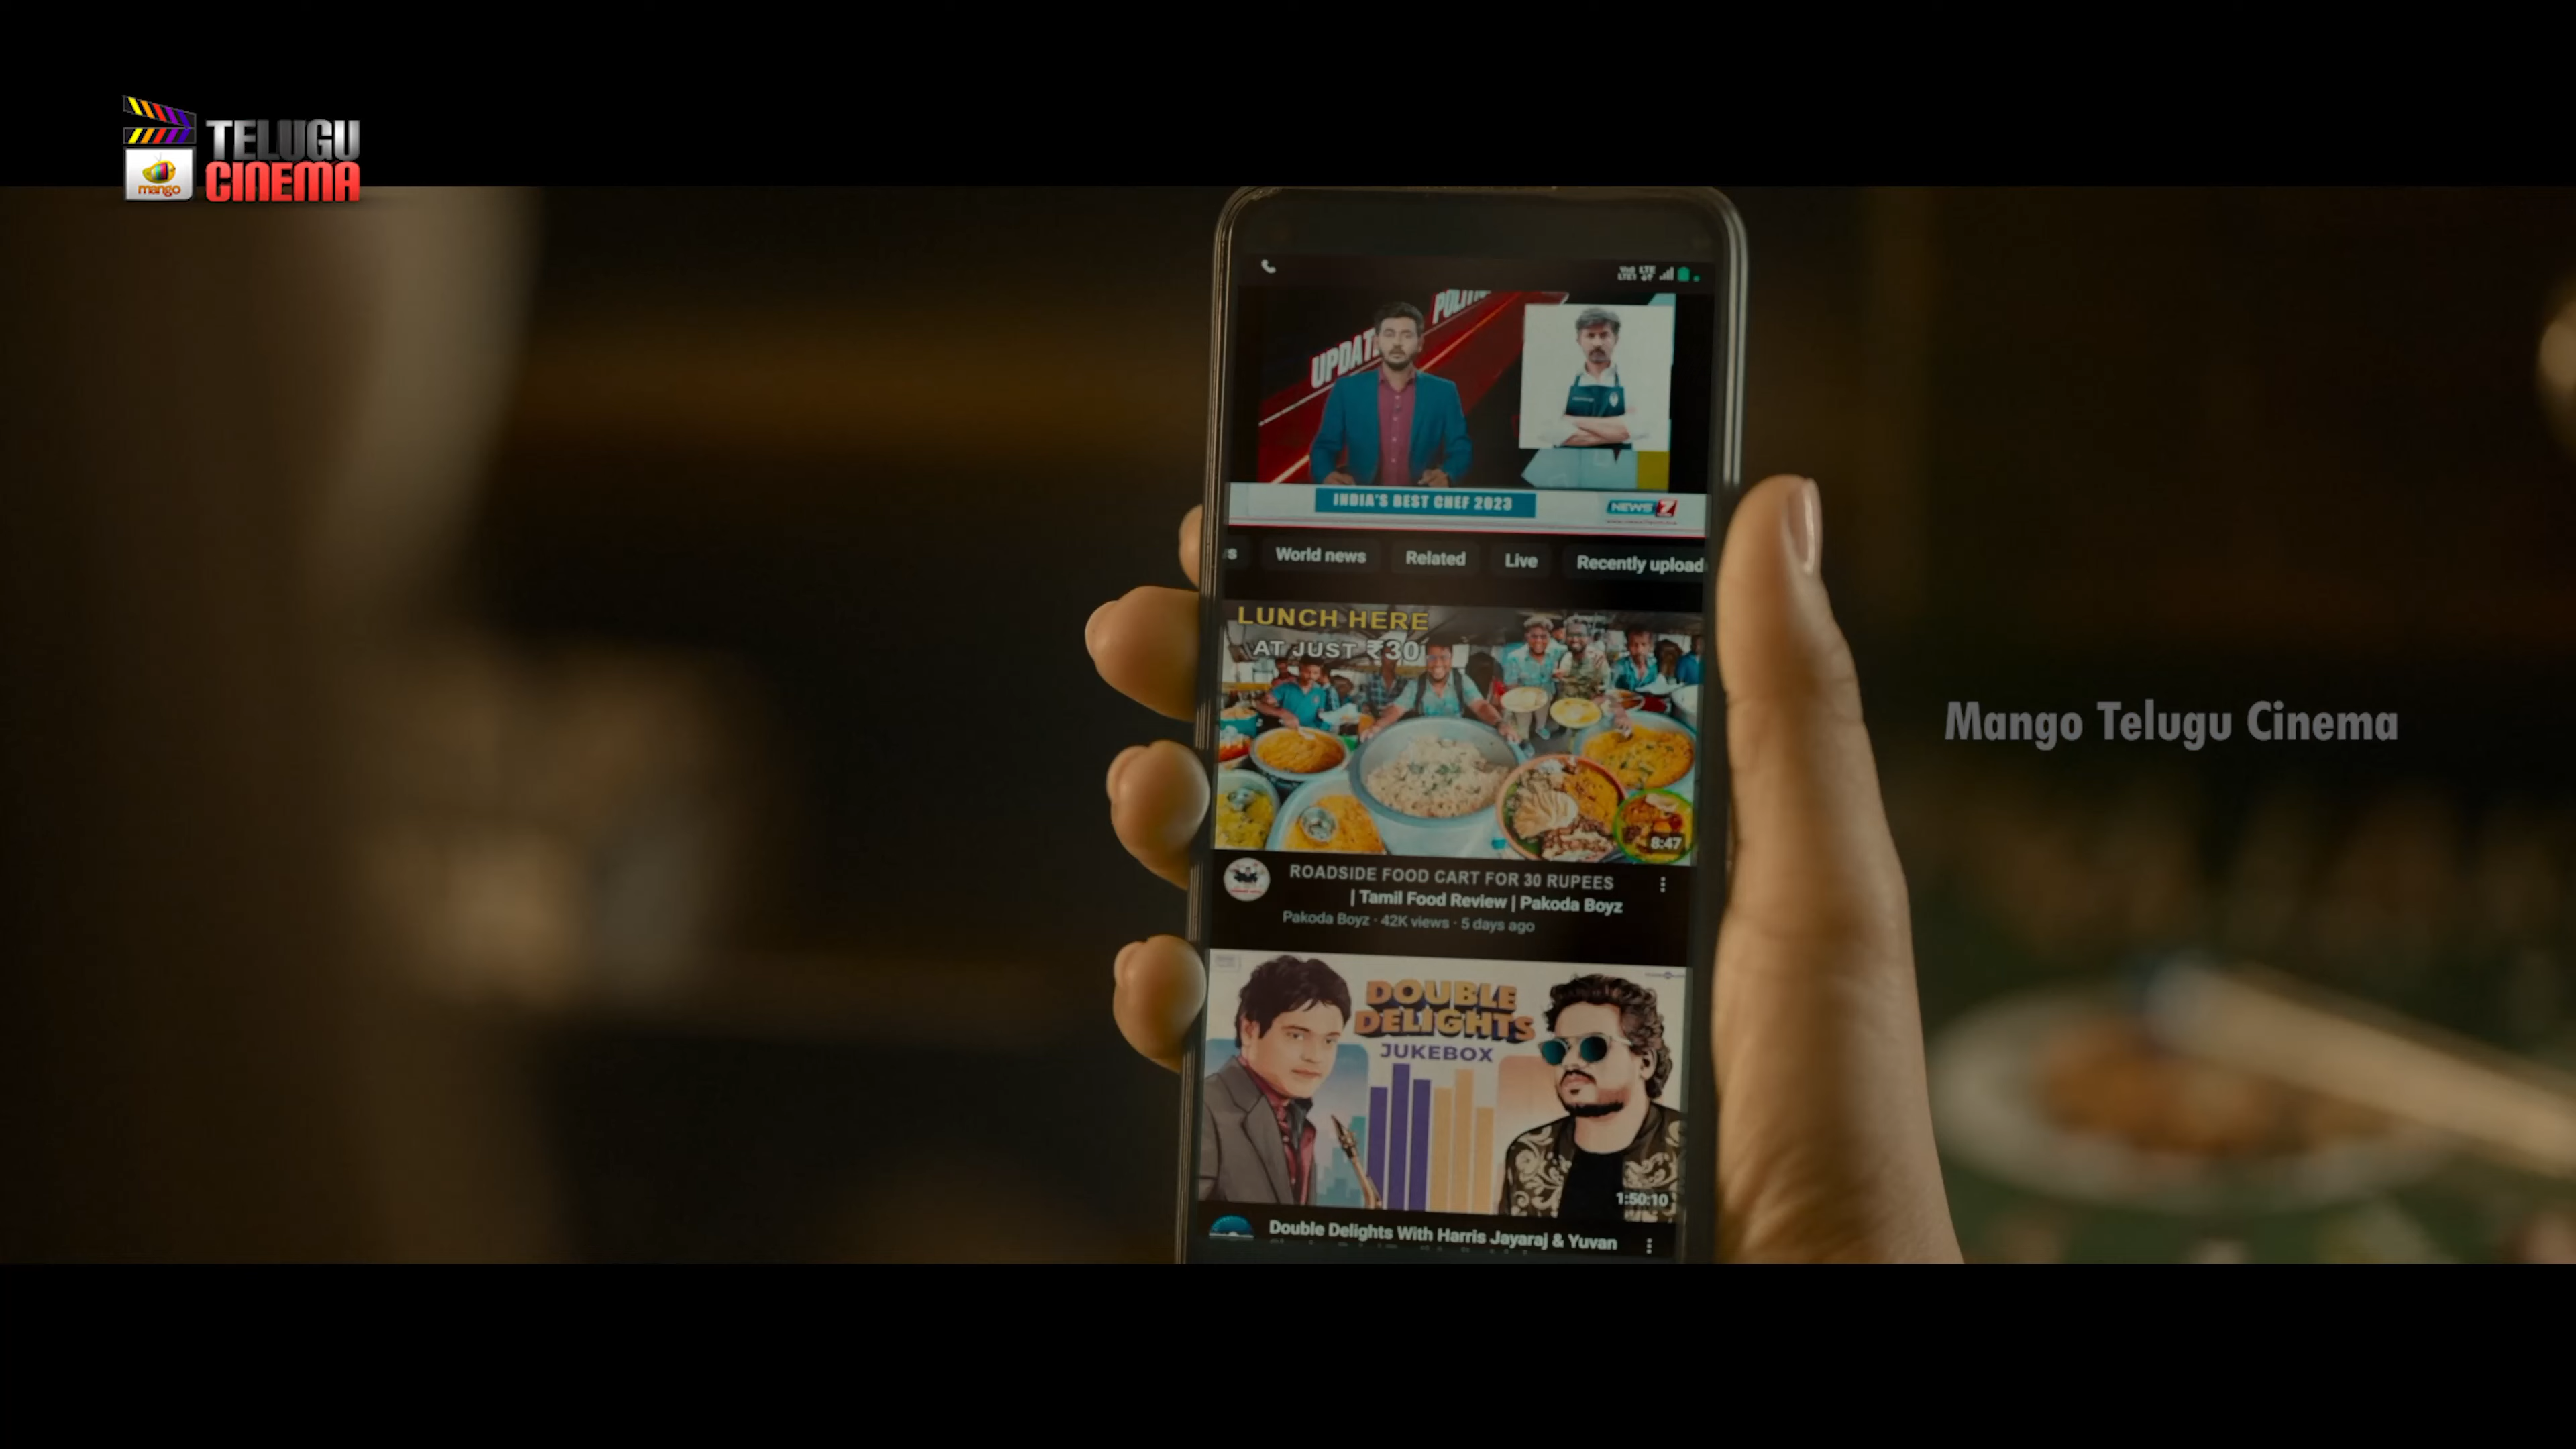 TELUGU
CINEMA
mango
UPDAT
POLIT
INDIA'S BEST CHEF 2023
NEWS Z
World news
Related
Live
Recently upload
LUNCH HERE
AT JUST ₹30
8:47
ROADSIDE FOOD CART FOR 30 RUPEES
| Tamil Food Review | Pakoda Boyz
Pakoda Boyz · 42K views · 5 days ago
Mango Telugu Cinema
DOUBLE
DELIGHTS
JUKEBOX
1:50:10
Double Delights With Harris Jayaraj & Yuvan